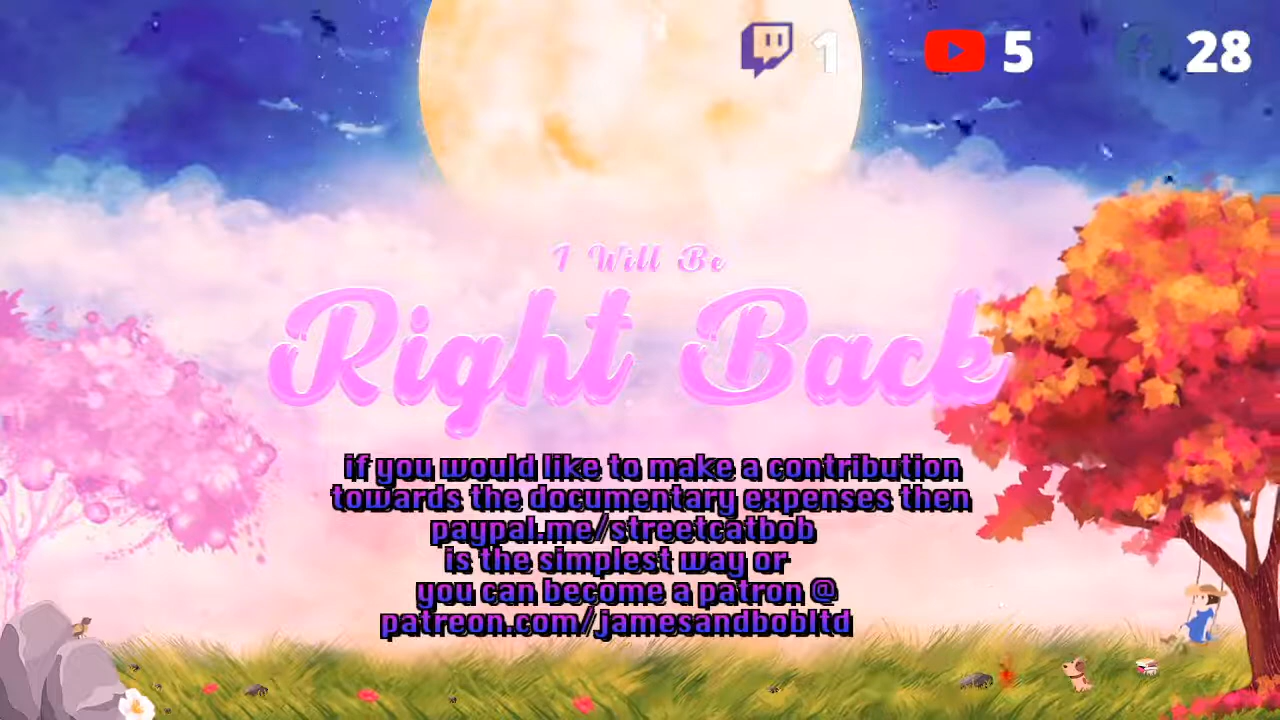 1 5 28
I Will Be
Right Back
if you would like to make a contribution
towards the documentary expenses then
paypal.me/streetcatbob
is the simplest way or
you can become a patron @
patreon.com/jamesandbobltd